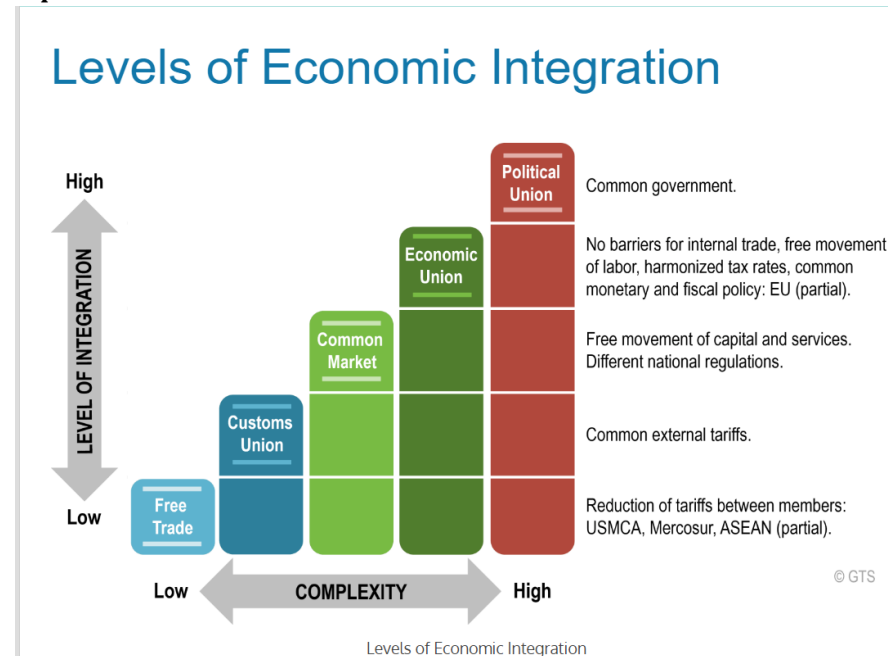 Levels of Economic Integration
High
LEVEL OF INTEGRATION
Low
Political
Union
Common government.
Economic
Union
No barriers for internal trade, free movement
of labor, harmonized tax rates, common
monetary and fiscal policy: EU (partial).
Common
Market
Free movement of capital and services.
Different national regulations.
Customs
Union
Common external tariffs.
Free
Trade
Reduction of tariffs between members:
USMCA, Mercosur, ASEAN (partial).
Low
COMPLEXITY
High
© GTS
Levels of Economic Integration